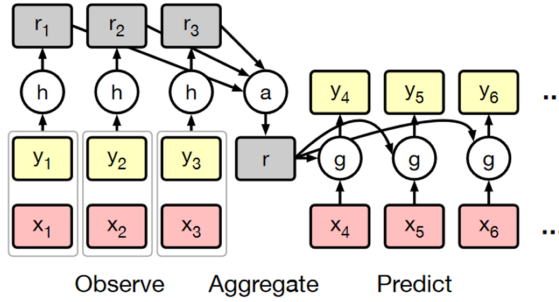 r1 r2 r3
h h h a
y4 y5 y6 ...
y1 y2 y3 r g g g
x1 x2 x3 x4 x5 x6 ...
Observe Aggregate Predict